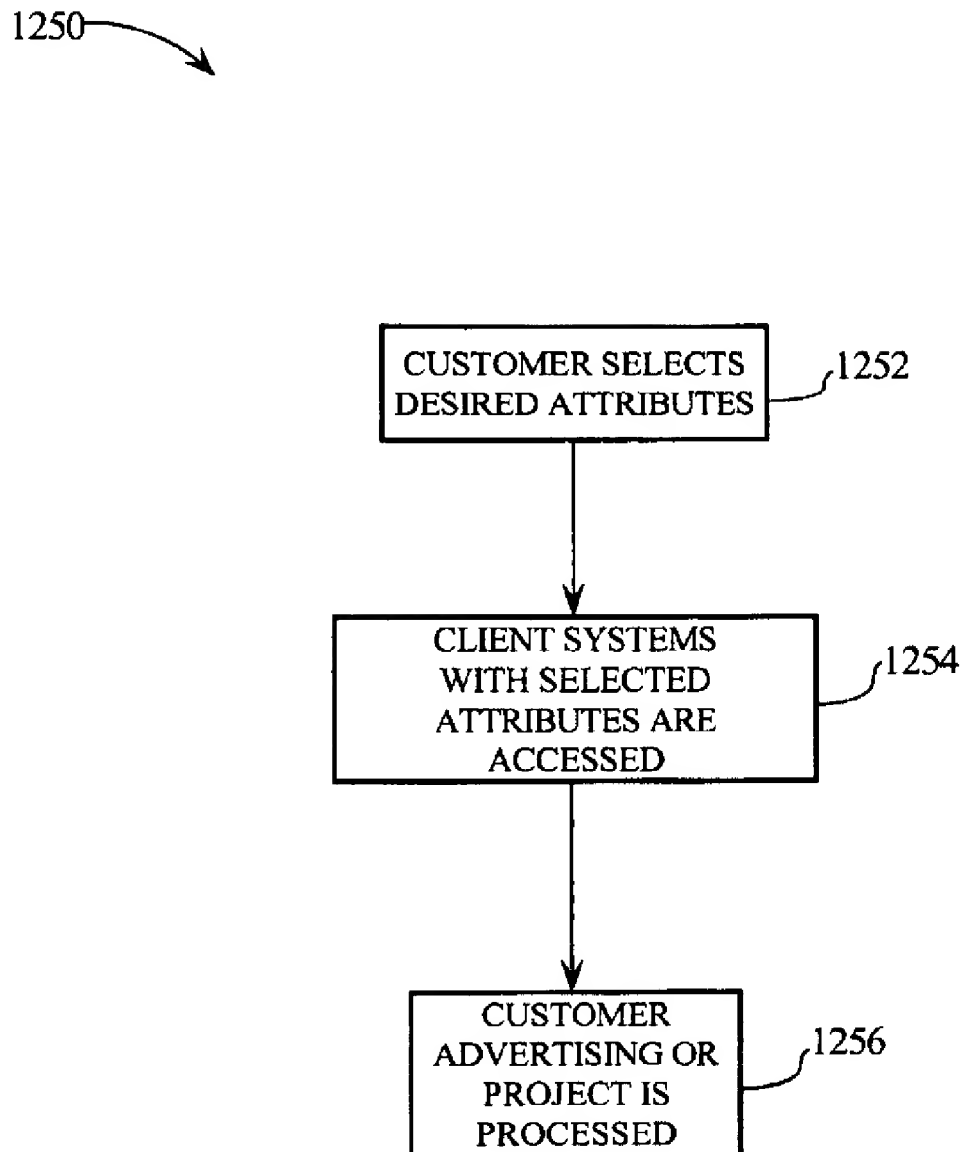 1250
CUSTOMER SELECTS
DESIRED ATTRIBUTES
1252
CLIENT SYSTEMS
WITH SELECTED
ATTRIBUTES ARE
ACCESSED
1254
CUSTOMER
ADVERTISING OR
PROJECT IS
PROCESSED
1256